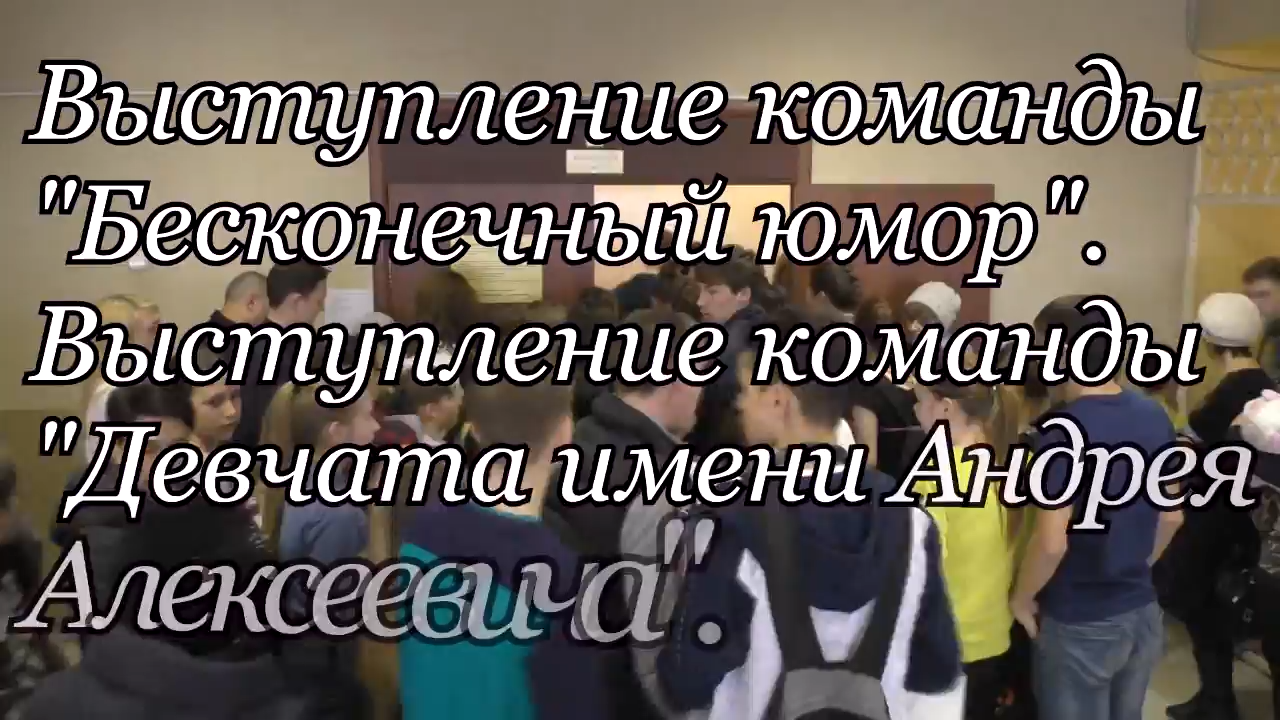 Выступление команды
"Бесконечный юмор".
Выступление команды
"Девчата имени Андрея
Алексеевича".